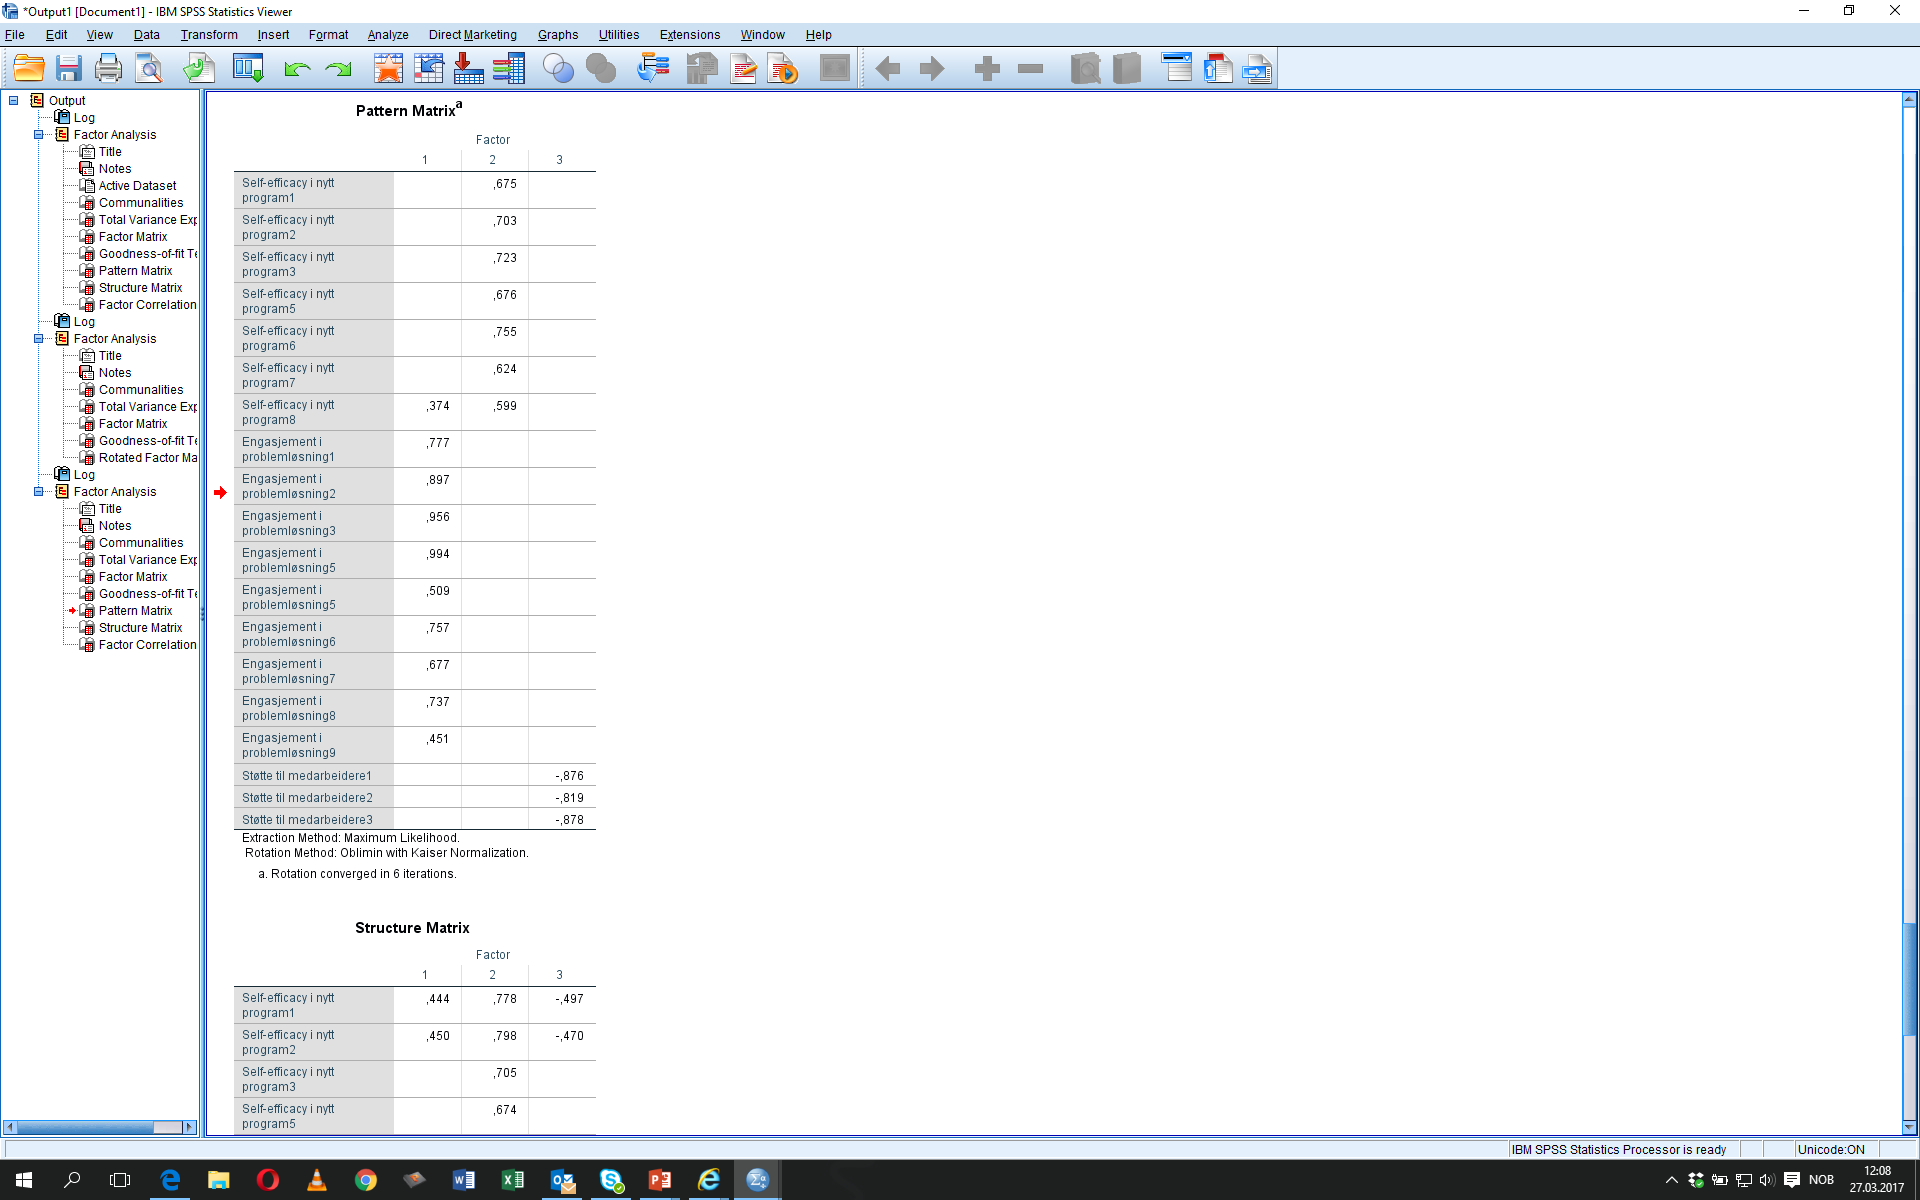 *Output1 [Document1] - IBM SPSS Statistics Viewer
File Edit View Data Transform Insert Format Analyze Direct Marketing Graphs Utilities Extensions Window Help
Output
Log
Factor Analysis
Title
Notes
Active Dataset
Communalities
Total Variance Exp
Factor Matrix
Goodness-of-fit Te
Pattern Matrix
Structure Matrix
Factor Correlation
Log
Factor Analysis
Title
Notes
Communalities
Total Variance Exp
Factor Matrix
Goodness-of-fit Te
Rotated Factor Ma
Log
Factor Analysis
Title
Notes
Communalities
Total Variance Exp
Factor Matrix
Goodness-of-fit Te
Pattern Matrix
Structure Matrix
Factor Correlation
Pattern Matrixa
Factor
1 2 3
Self-efficacy i nytt
program1 ,675
Self-efficacy i nytt
program2 ,703
Self-efficacy i nytt
program3 ,723
Self-efficacy i nytt
program5 ,676
Self-efficacy i nytt
program6 ,755
Self-efficacy i nytt
program7 ,624
Self-efficacy i nytt
program8 ,374 ,599
Engasjement i
problemløsning1 ,777
Engasjement i
problemløsning2 ,897
Engasjement i
problemløsning3 ,956
Engasjement i
problemløsning5 ,994
Engasjement i
problemløsning5 ,509
Engasjement i
problemløsning6 ,757
Engasjement i
problemløsning7 ,677
Engasjement i
problemløsning8 ,737
Engasjement i
problemløsning9 ,451
Støtte til medarbeidere1 -,876
Støtte til medarbeidere2 -,819
Støtte til medarbeidere3 -,878
Extraction Method: Maximum Likelihood.
Rotation Method: Oblimin with Kaiser Normalization.
a. Rotation converged in 6 iterations.
Structure Matrix
Factor
1 2 3
Self-efficacy i nytt
program1 ,444 ,778 -,497
Self-efficacy i nytt
program2 ,450 ,798 -,470
Self-efficacy i nytt
program3 ,705
Self-efficacy i nytt
program5 ,674
IBM SPSS Statistics Processor is ready Unicode:ON
NOB
12:08
27.03.2017